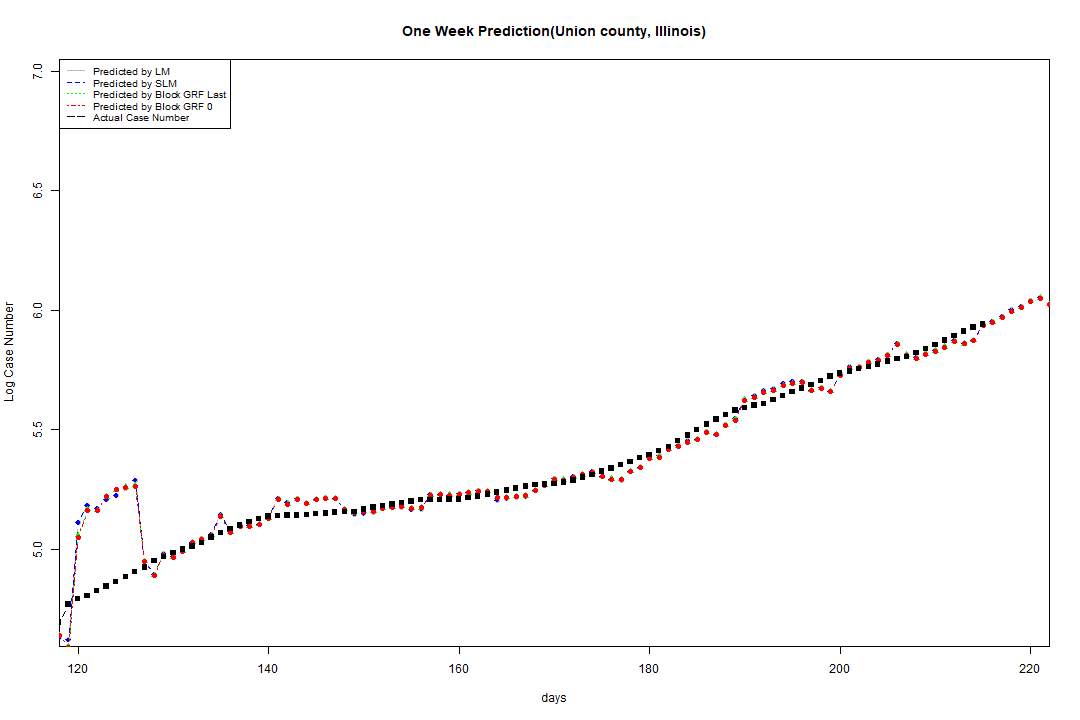 One Week Prediction(Union county, Illinois)
Predicted by LM
Predicted by SLM
Predicted by Block GRF Last
Predicted by Block GRF 0
Actual Case Number
7.0
6.5
6.0
5.5
5.0
Log Case Number
120 140 160 180 200 220
days